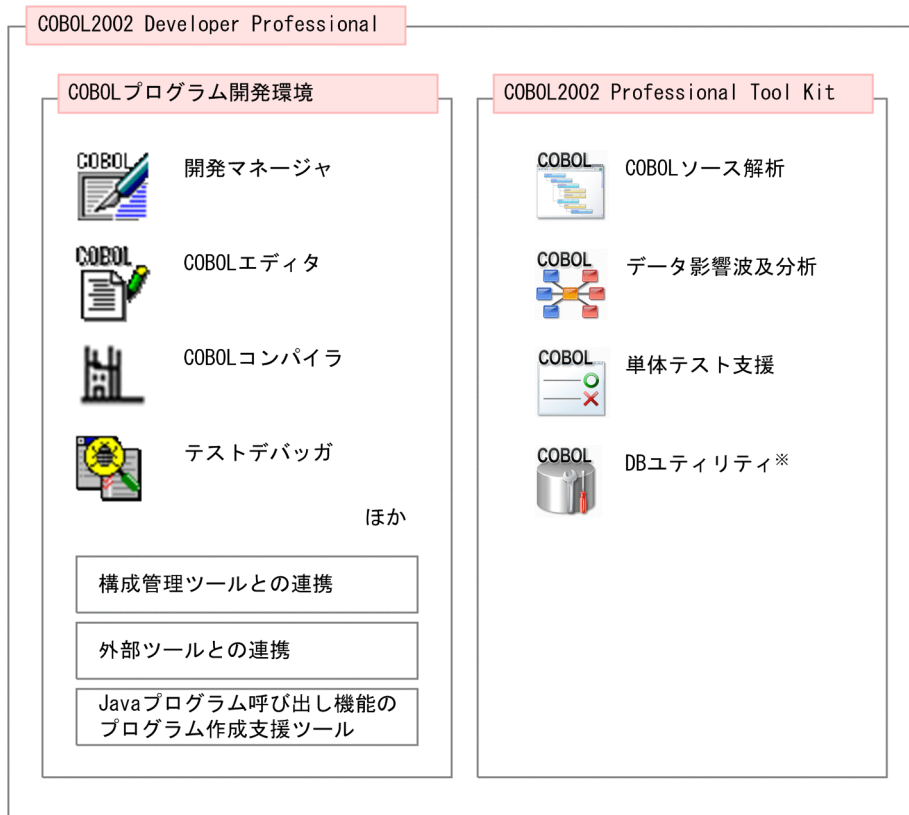 COBOL2002 Developer Professional
COBOLプログラム開発環境
COBOL
開発マネージャ
COBOL
COBOLエディタ
COBOLコンパイラ
テストデバッガ
ほか
構成管理ツールとの連携
外部ツールとの連携
Javaプログラム呼び出し機能の
プログラム作成支援ツール
COBOL2002 Professional Tool Kit
COBOL
COBOLソース解析
COBOL
データ影響波及分析
COBOL
単体テスト支援
COBOL
DBユティリティ※